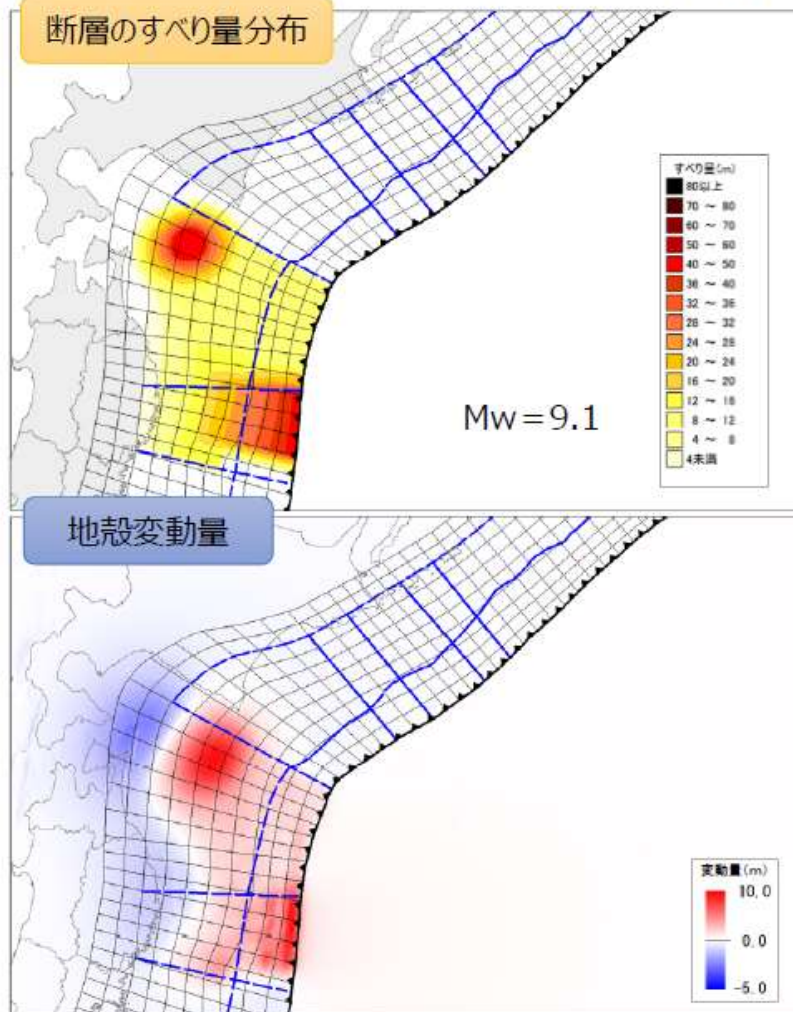 断層のすべり量分布
すべり量(m)
80以上
70 ~ 80
60 ~ 70
50 ~ 60
40 ~ 50
36 ~ 40
32 ~ 36
28 ~ 32
24 ~ 28
20 ~ 24
16 ~ 20
12 ~ 16
8 ~ 12
4 ~ 8
4未満
Mw=9.1
地殻変動量
変動量(m)
10.0
0.0
-5.0